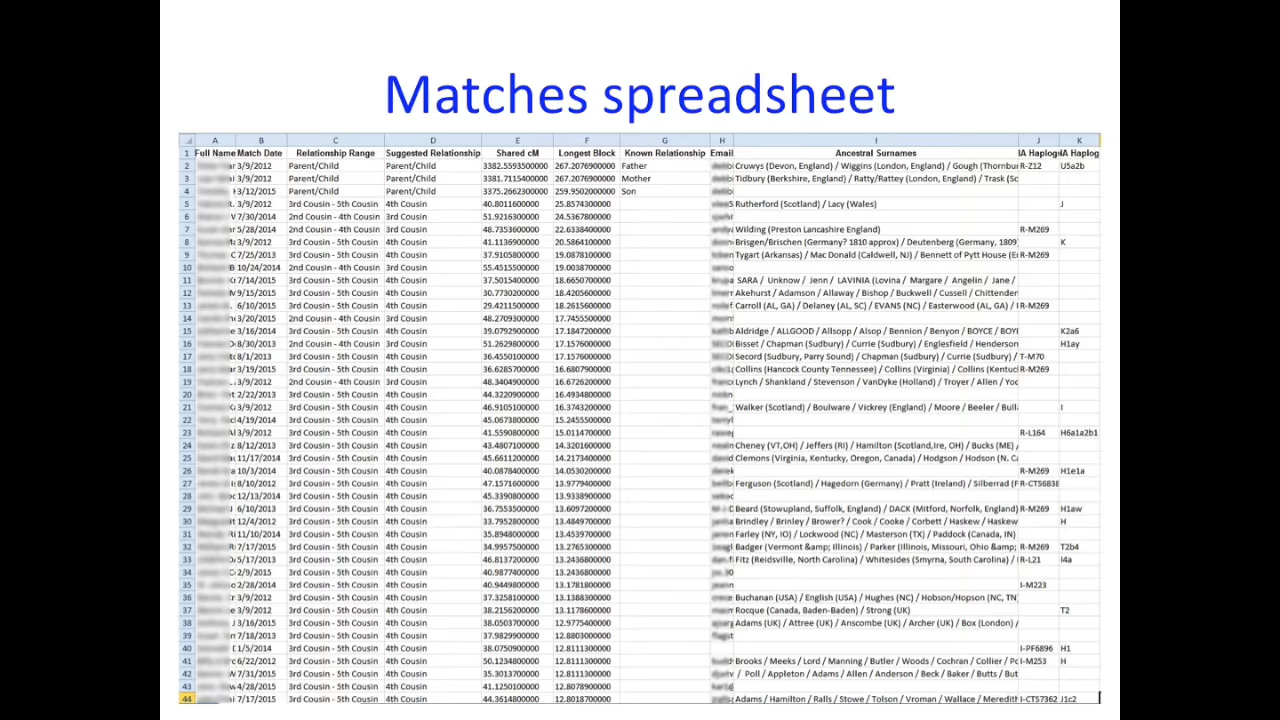 Matches spreadsheet
A B C D E F G H I J K
1 Full Name Match Date Relationship Range Suggested Relationship Shared cM Longest Block Known Relationship Email Ancestral Surnames IA Haplog IA Haplog
2 3/9/2012 Parent/Child Parent/Child 3382.5593500000 267.2076900000 Father Cruwys (Devon, England) / Wiggins (London, England) / Gough (Thornbu R-Z12 U5a2b
3 3/9/2012 Parent/Child Parent/Child 3381.7115400000 267.2076900000 Mother Tidbury (Berkshire, England) / Ratty/Rattey (London, England) / Trask (Sc
4 3/12/2015 Parent/Child Parent/Child 3375.2662300000 259.9502000000 Son
5 3/9/2012 3rd Cousin - 5th Cousin 4th Cousin 40.8011600000 25.8574300000 Rutherford (Scotland) / Lacy (Wales) J
6 7/30/2014 2nd Cousin - 4th Cousin 3rd Cousin 51.9216300000 24.5367800000
7 5/28/2014 2nd Cousin - 4th Cousin 3rd Cousin 48.7353600000 22.6338400000 Wilding (Preston Lancashire England) R-M269
8 3/9/2012 3rd Cousin - 5th Cousin 4th Cousin 41.1136900000 20.5864100000 Brisgen/Brischen (Germany? 1810 approx) / Deutenberg (Germany, 1809) K
9 7/25/2013 3rd Cousin - 5th Cousin 4th Cousin 37.9105800000 19.0878100000 Tygart (Arkansas) / Mac Donald (Caldwell, NJ) / Bennett of Pytt House (E R-M269
10 10/24/2014 2nd Cousin - 4th Cousin 3rd Cousin 55.4515500000 19.0038700000
11 7/14/2015 3rd Cousin - 5th Cousin 4th Cousin 37.5015400000 18.6650700000 SARA / Unknow / Jenn / LAVINIA (Lovina / Margare / Angelin / Jane /
12 9/15/2015 3rd Cousin - 5th Cousin 4th Cousin 30.7730200000 18.4205600000 Akehurst / Adamson / Allaway / Bishop / Buckwell / Cussell / Chittenden
13 6/10/2015 3rd Cousin - 5th Cousin 4th Cousin 29.4211500000 18.2615600000 Carroll (AL, GA) / Delaney (AL, SC) / EVANS (NC) / Easterwood (AL, GA) R-M269
14 3/20/2015 2nd Cousin - 4th Cousin 3rd Cousin 48.2709300000 17.7455500000
15 3/16/2014 3rd Cousin - 5th Cousin 4th Cousin 39.0792900000 17.1847200000 Aldridge / ALLGOOD / Allsopp / Alsop / Bennion / Benyon / BOYCE / BOYI K2a6
16 8/30/2013 2nd Cousin - 4th Cousin 3rd Cousin 51.2629800000 17.1576000000 Bisset / Chapman (Sudbury) / Currie (Sudbury) / Englesfield / Henderson H1ay
17 8/1/2013 3rd Cousin - 5th Cousin 4th Cousin 36.4550100000 17.1576000000 Secord (Sudbury, Parry Sound) / Chapman (Sudbury) / Currie (Sudbury) T-M70
18 3/19/2015 3rd Cousin - 5th Cousin 4th Cousin 36.6285700000 16.6807900000 Collins (Hancock County Tennessee) / Collins (Virginia) / Collins (Kentuc R-M269
19 3/9/2012 2nd Cousin - 4th Cousin 3rd Cousin 48.3404900000 16.6726200000 Lynch / Shankland / Stevenson / VanDyke (Holland) / Troyer / Allen / Yoc
20 2/22/2013 3rd Cousin - 5th Cousin 4th Cousin 44.3220900000 16.5108400000
21 3/9/2012 3rd Cousin - 5th Cousin 4th Cousin 46.9105100000 16.3743200000 Walker (Scotland) / Boulware / Vickrey (England) / Moore / Beeler / Bull I
22 4/19/2014 3rd Cousin - 5th Cousin 4th Cousin 45.0673800000 15.2455500000
23 3/9/2012 3rd Cousin - 5th Cousin 4th Cousin 41.5590800000 15.0114700000 R-L164 H6a1a2b1
24 8/12/2013 3rd Cousin - 5th Cousin 4th Cousin 43.4807100000 14.3201600000 Cheney (VT,OH) / Jeffers (RI) / Hamilton (Scotland,Ire, OH) / Bucks (ME) /
25 11/17/2014 3rd Cousin - 5th Cousin 4th Cousin 45.6611200000 14.2173400000 Clemons (Virginia, Kentucky, Oregon, Canada) / Hodgson / Hodson (N. Ca
26 10/3/2014 3rd Cousin - 5th Cousin 4th Cousin 40.0878400000 14.0530200000 R-M269 H1e1a
27 8/10/2012 3rd Cousin - 5th Cousin 4th Cousin 47.1571600000 13.9779800000 Ferguson (Scotland) / Hagedorn (Germany) / Pratt (Ireland) / Silberrad (F R-CTS6838
28 12/13/2014 3rd Cousin - 5th Cousin 4th Cousin 45.3390800000 13.9338900000
29 6/10/2013 3rd Cousin - 5th Cousin 4th Cousin 36.7553500000 13.6097200000 Beard (Stowupland, Suffolk, England) / DACK (Mitford, Norfolk, England) R-M269 H1aw
30 12/4/2012 3rd Cousin - 5th Cousin 4th Cousin 33.7952800000 13.4849700000 Brindley / Brinley / Brower? / Cook / Cooke / Corbett / Haskew / Haskew H
31 11/10/2014 3rd Cousin - 5th Cousin 4th Cousin 35.8948000000 13.4059000000 Farley (NY, IO) / Lockwood (NC) / Masterson (TX) / Paddock (Canada, IN)
32 7/17/2015 3rd Cousin - 5th Cousin 4th Cousin 34.9957500000 13.2765300000 Badger (Vermont &amp; Illinois) / Parker (Illinois, Missouri, Ohio &amp; R-M269 T2b4
33 5/17/2013 3rd Cousin - 5th Cousin 4th Cousin 46.8137200000 13.2436800000 Fitz (Reidsville, North Carolina) / Whitesides (Smyrna, South Carolina) / R-L21 I4a
34 2/9/2015 3rd Cousin - 5th Cousin 4th Cousin 40.9877400000 13.2436800000
35 2/28/2014 3rd Cousin - 5th Cousin 4th Cousin 40.9449800000 13.1781800000 I-M223
36 3/9/2012 3rd Cousin - 5th Cousin 4th Cousin 37.3258100000 13.1388300000 Buchanan (USA) / English (USA) / Hughes (NC) / Hobson/Hopson (NC, TN)
37 3/9/2012 3rd Cousin - 5th Cousin 4th Cousin 38.2156200000 13.1178600000 Rocque (Canada, Baden-Baden) / Strong (UK) T2
38 3/16/2015 3rd Cousin - 5th Cousin 4th Cousin 38.0503700000 12.9775400000 Adams (UK) / Attree (UK) / Anscombe (UK) / Archer (UK) / Box (London) /
39 7/18/2013 3rd Cousin - 5th Cousin 4th Cousin 37.9829900000 12.8803000000
40 1/5/2014 3rd Cousin - 5th Cousin 4th Cousin 38.0750900000 12.8111300000 I-PF6896 H1
41 6/22/2012 3rd Cousin - 5th Cousin 4th Cousin 50.1234800000 12.8111300000 Brooks / Meeks / Lord / Manning / Butler / Woods / Cochran / Collier / Pc I-M253 H
42 7/31/2015 3rd Cousin - 5th Cousin 4th Cousin 35.3013700000 12.8111300000 / Poll / Appleton / Adams / Allen / Anderson / Beck / Baker / Butts / But
43 4/28/2015 3rd Cousin - 5th Cousin 4th Cousin 41.1250100000 12.8078900000
44 7/17/2015 3rd Cousin - 5th Cousin 4th Cousin 44.3614800000 12.8018700000 Adams / Hamilton / Ralls / Stowe / Tolson / Vroman / Wallace / Meredith I-CTS7362 J1c2